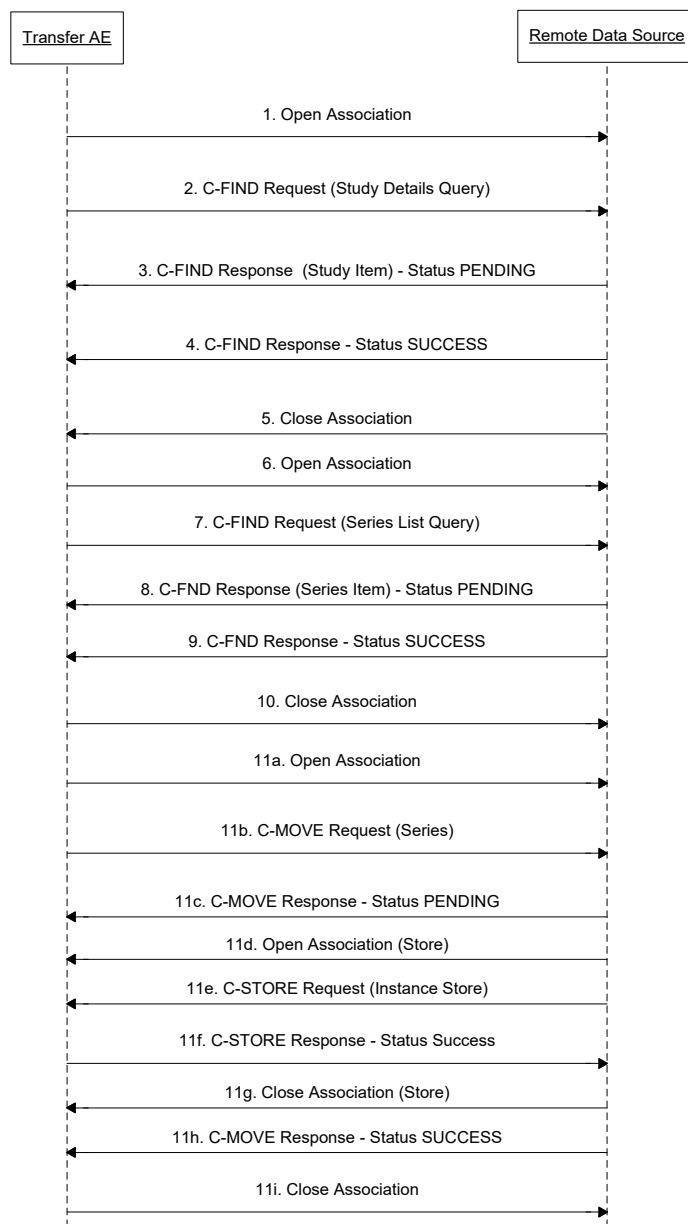 Transfer AE
Remote Data Source
1. Open Association
2. C-FIND Request (Study Details Query)
3. C-FIND Response  (Study Item) - Status PENDING
4. C-FIND Response - Status SUCCESS
5. Close Association
6. Open Association
7. C-FIND Request (Series List Query)
8. C-FND Response (Series Item) - Status PENDING
9. C-FND Response - Status SUCCESS
10. Close Association
11a. Open Association
11b. C-MOVE Request (Series)
11c. C-MOVE Response - Status PENDING
11d. Open Association (Store)
11e. C-STORE Request (Instance Store)
11f. C-STORE Response - Status Success
11g. Close Association (Store)
11h. C-MOVE Response - Status SUCCESS
11i. Close Association